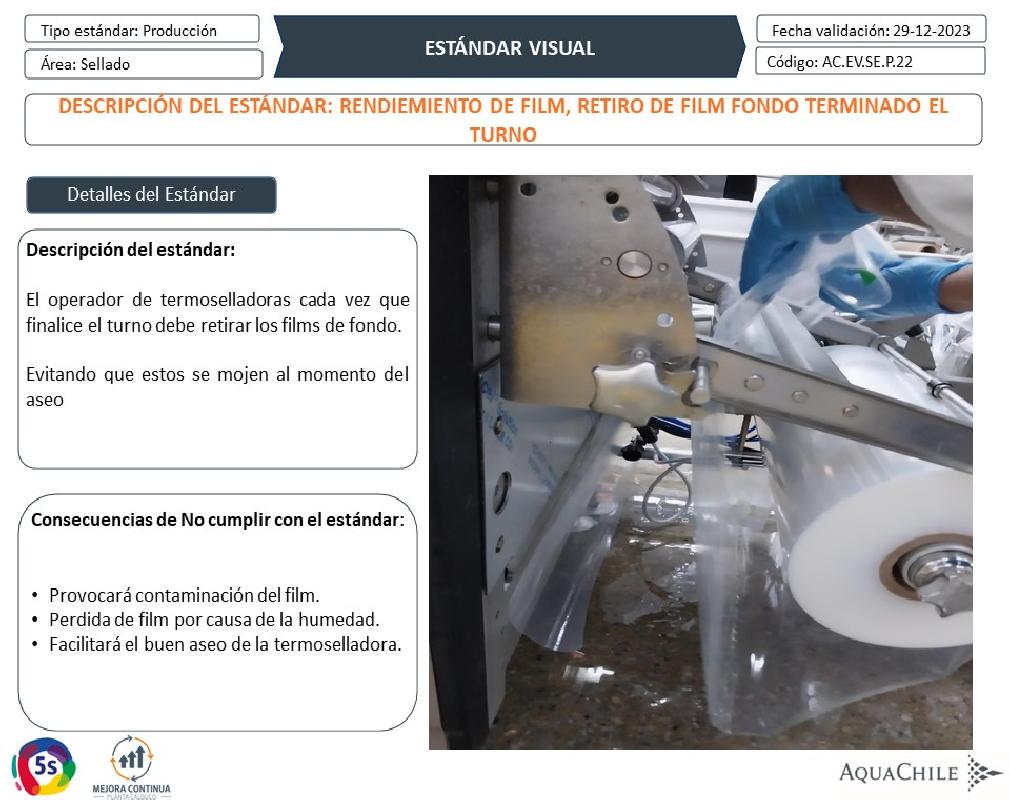 Tipo estándar: Producción
Área: Sellado
ESTÁNDAR VISUAL
Fecha validación: 29-12-2023
Código: AC.EV.SE.P.22
DESCRIPCIÓN DEL ESTÁNDAR: RENDIEMIENTO DE FILM, RETIRO DE FILM FONDO TERMINADO EL
TURNO
Detalles del Estándar
Descripción del estándar:
El operador de termoselladoras cada vez que
finalice el turno debe retirar los films de fondo.
Evitando que estos se mojen al momento del
aseo
Consecuencias de No cumplir con el estándar:
• Provocará contaminación del film.
• Perdida de film por causa de la humedad.
• Facilitará el buen aseo de la termoselladora.
5s
MEJORA CONTINUA
PLANTA CALBUCO
AQUACHILE